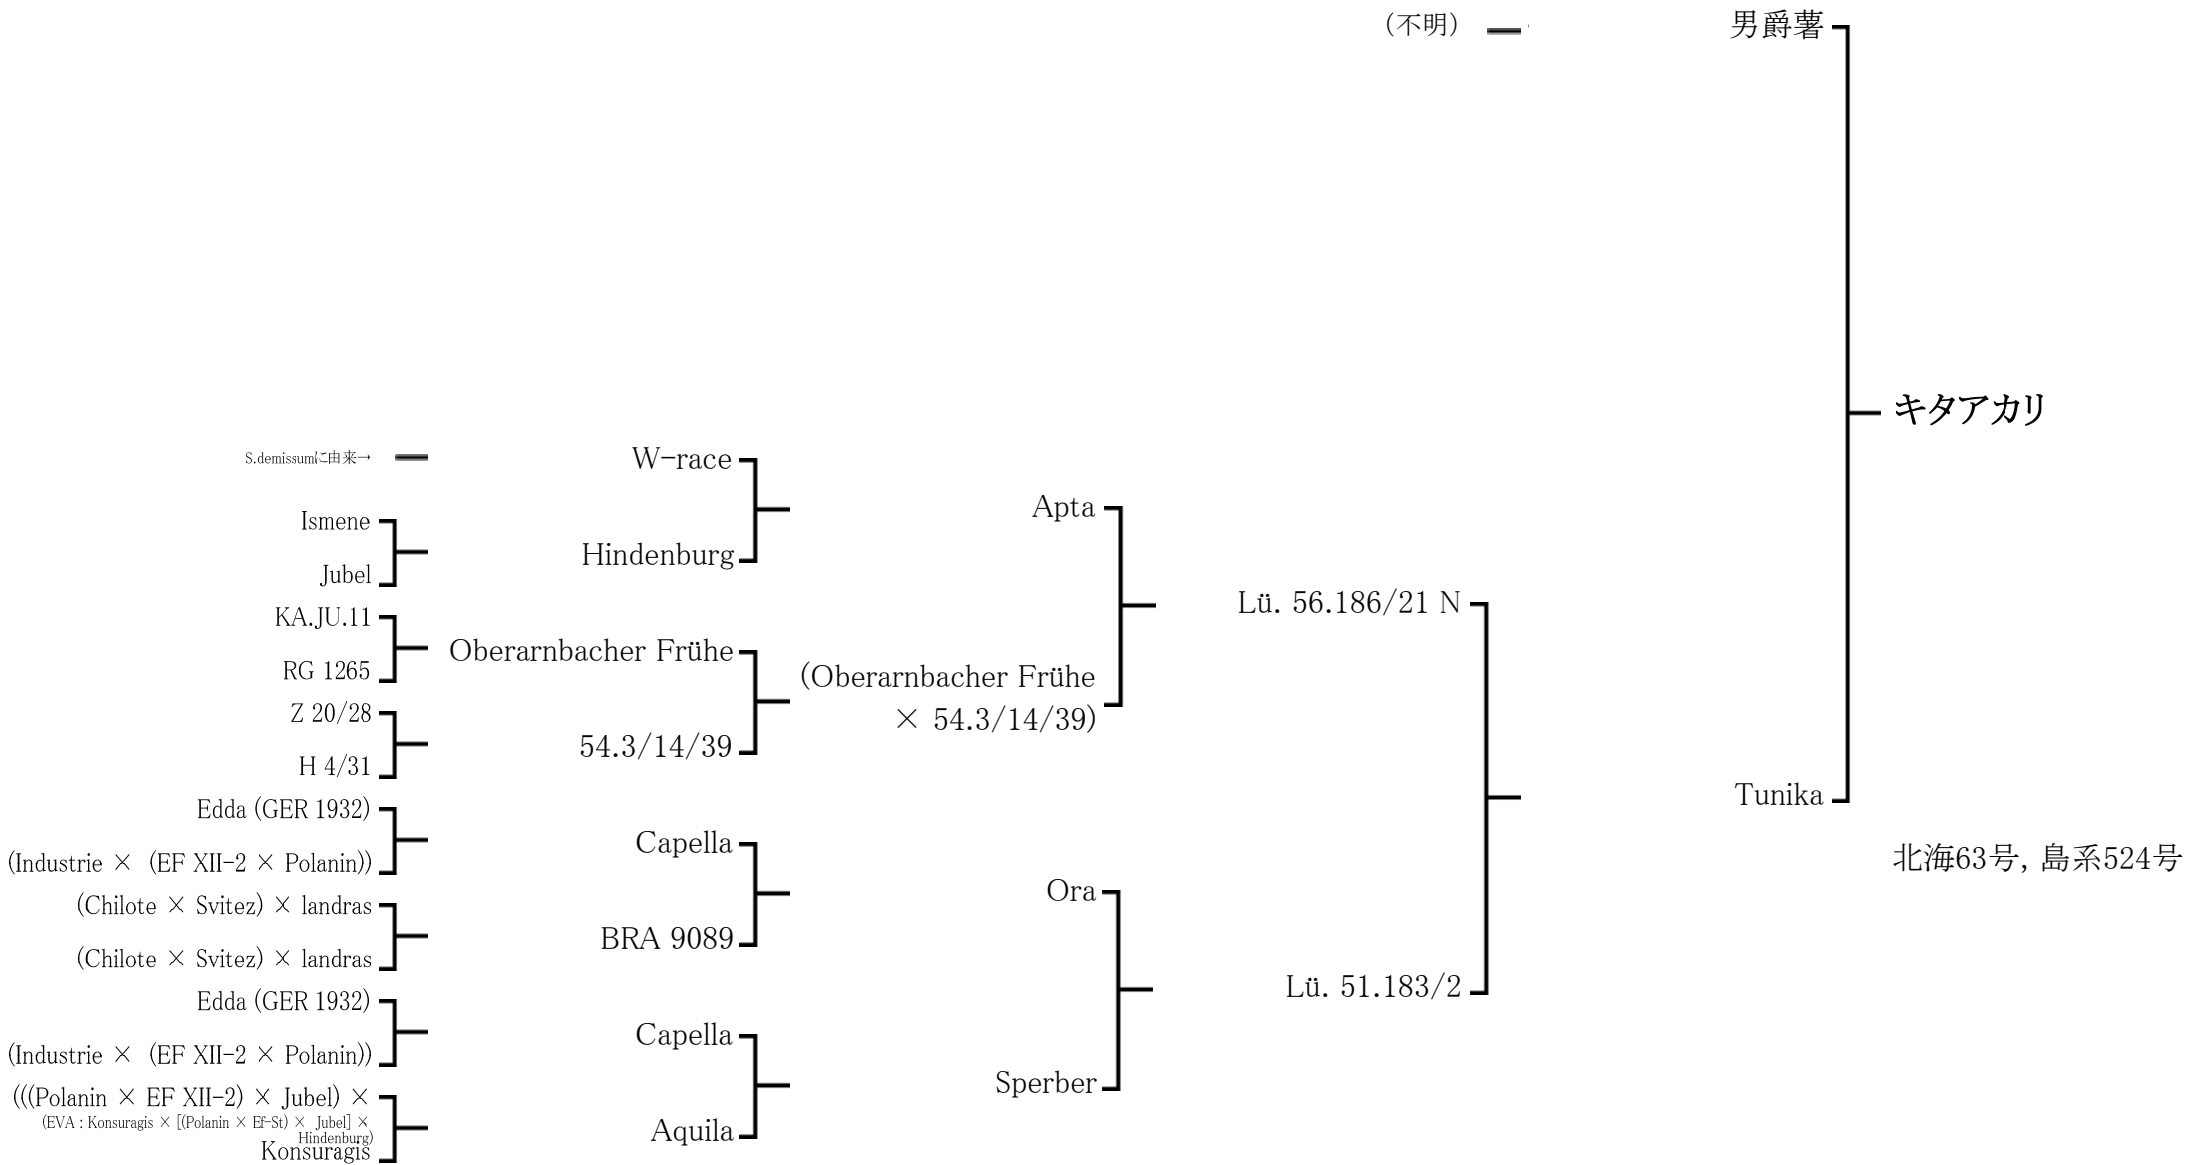 (不明)
男爵薯
キタアカリ
S.demissumに由来→
W-race
Apta
Ismene
Hindenburg
Jubel
Lü. 56.186/21 N
KA.JU.11
Oberarnbacher Frühe
RG 1265
(Oberarnbacher Frühe
× 54.3/14/39)
Z 20/28
54.3/14/39
H 4/31
Tunika
Edda (GER 1932)
Capella
(Industrie × (EF XII-2 × Polanin))
北海63号, 島系524号
(Chilote × Svitez) × landras
Ora
BRA 9089
(Chilote × Svitez) × landras
Lü. 51.183/2
Edda (GER 1932)
Capella
(Industrie × (EF XII-2 × Polanin))
Sperber
(((Polanin × EF XII-2) × Jubel) ×
(EVA : Konsuragis × [(Polanin × Ef-St) × Jubel] ×
Hindenburg)
Aquila
Konsuragis